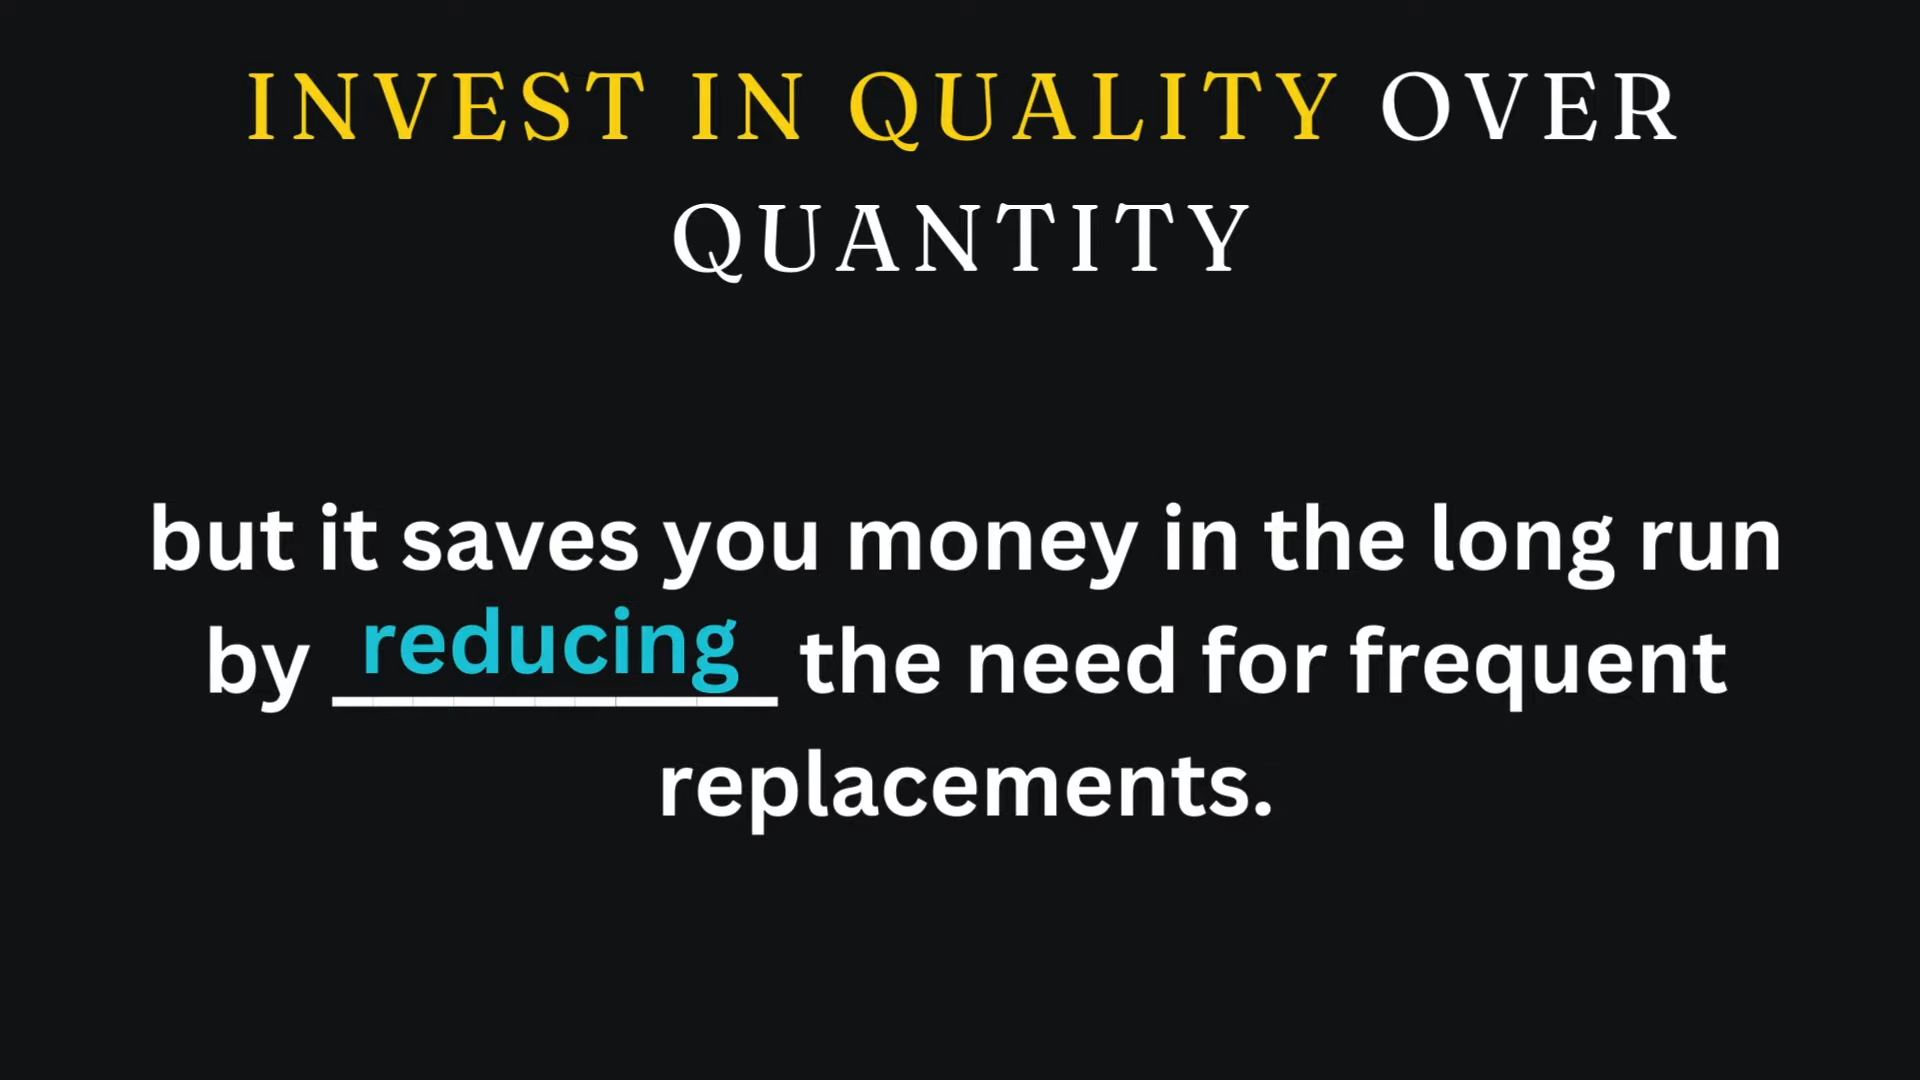 INVEST IN QUALITY OVER
QUANTITY
but it saves you money in the long run
by reducing the need for frequent
replacements.